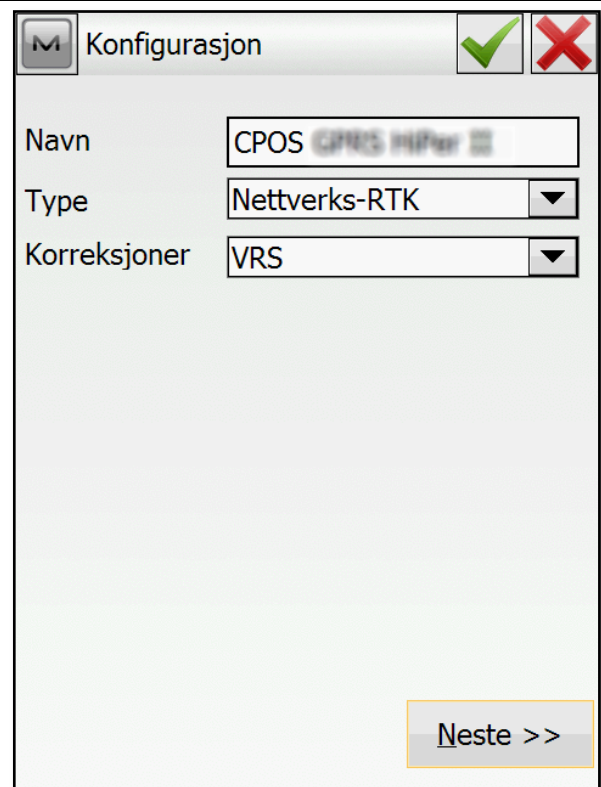 Konfigurasjon
Navn CPOS
Type Nettverks-RTK
Korreksjoner VRS
Neste >>